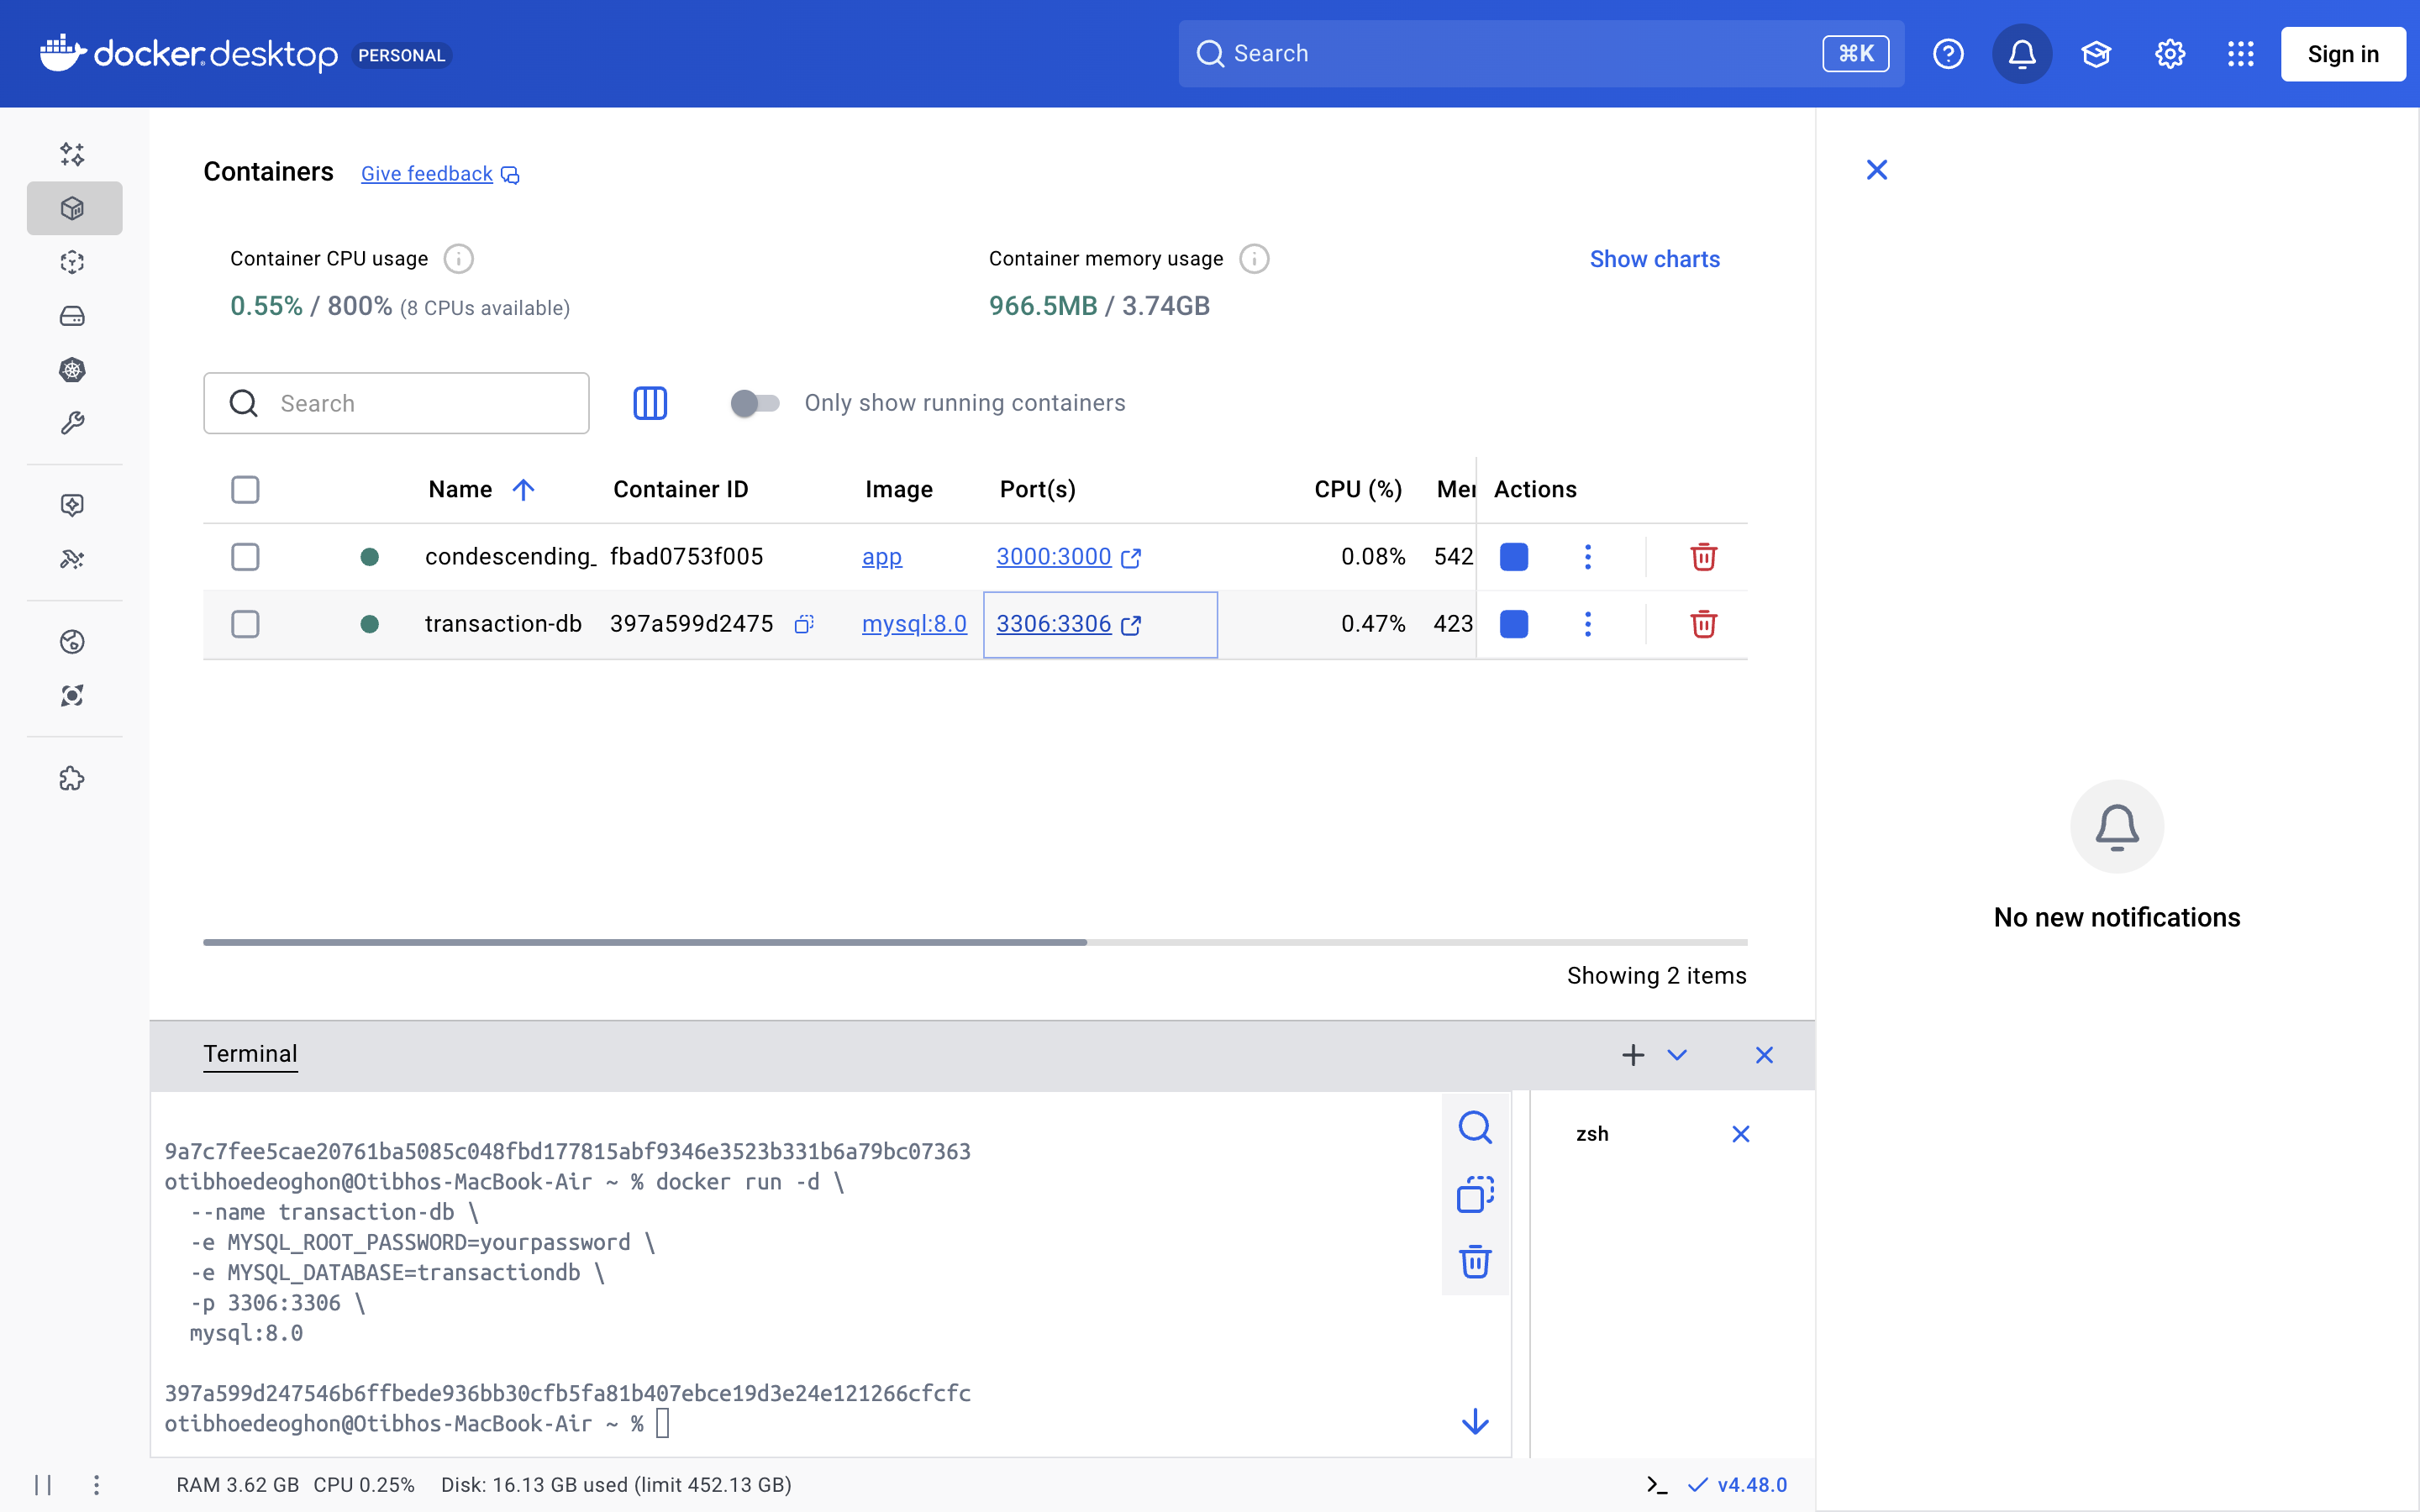 docker desktop PERSONAL
Search ⌘K
Sign in
Containers Give feedback
Container CPU usage
0.55% / 800% (8 CPUs available)
Container memory usage
966.5MB / 3.74GB
Show charts
Search
Only show running containers
Name Container ID Image Port(s) CPU (%) Mer Actions
condescending_ fbad0753f005 app 3000:3000 0.08% 542
transaction-db 397a599d2475 mysql:8.0 3306:3306 0.47% 423
Showing 2 items
No new notifications
Terminal
9a7c7fee5cae20761ba5085c048fbd177815abf9346e3523b331b6a79bc07363
otibhoedeoghon@Otibhos-MacBook-Air ~ % docker run -d \
--name transaction-db \
-e MYSQL_ROOT_PASSWORD=yourpassword \
-e MYSQL_DATABASE=transactiondb \
-p 3306:3306 \
mysql:8.0
397a599d247546b6ffbede936bb30cfb5fa81b407ebce19d3e24e121266cfcfc
otibhoedeoghon@Otibhos-MacBook-Air ~ %
zsh
RAM 3.62 GB CPU 0.25% Disk: 16.13 GB used (limit 452.13 GB)
v4.48.0